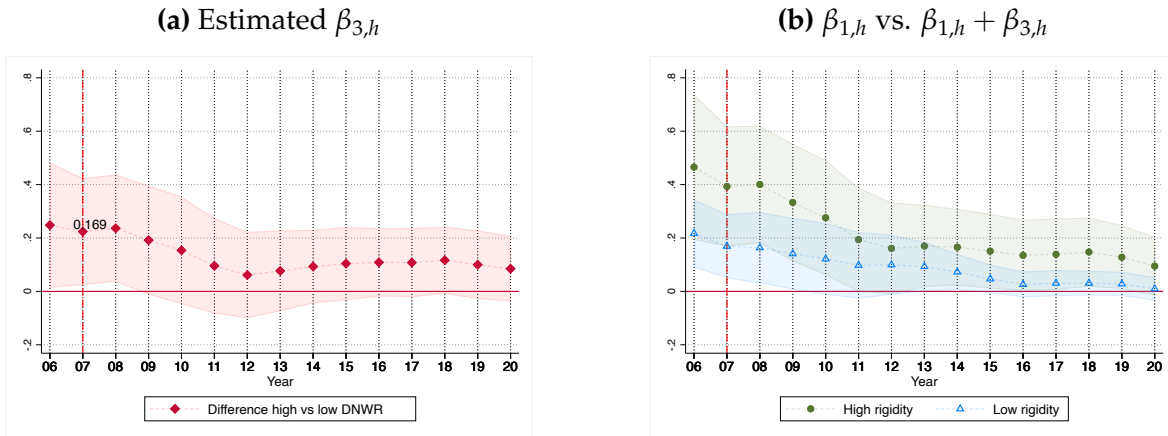 (a) Estimated β3,h
.8
.6
.4
.2
0
-.2
0.169
06 07 08 09 10 11 12 13 14 15 16 17 18 19 20
Year
Difference high vs low DNWR
(b) β1,h vs. β1,h + β3,h
.8
.6
.4
.2
0
-.2
06 07 08 09 10 11 12 13 14 15 16 17 18 19 20
Year
High rigidity Low rigidity